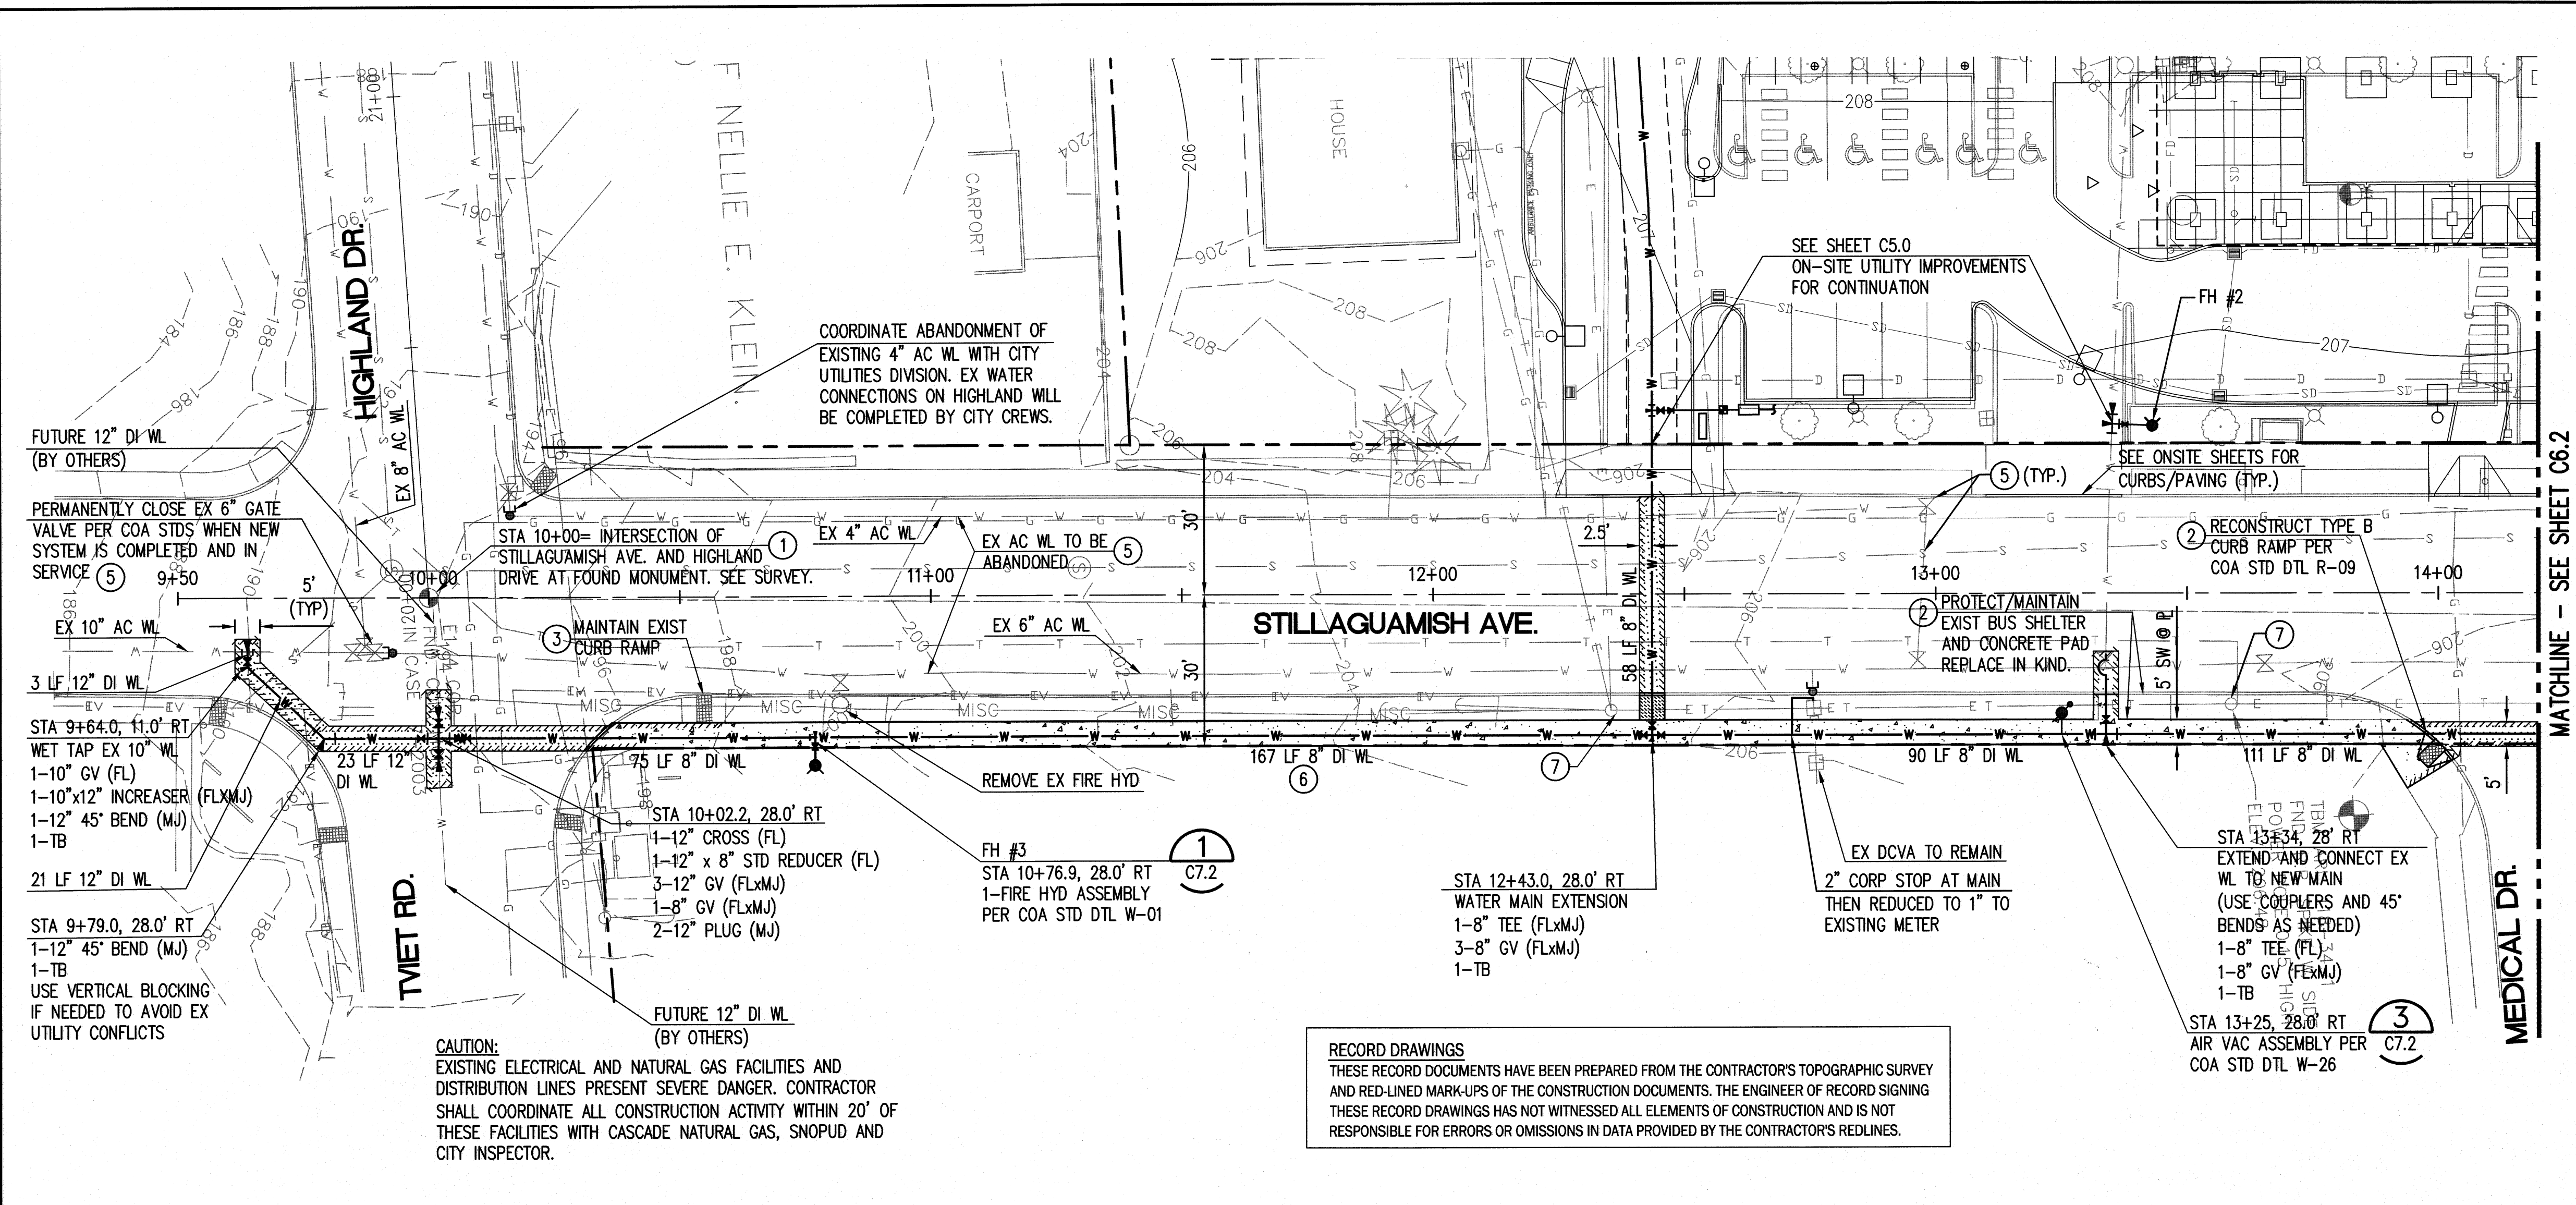 HIGHLAND DR.
21+00
EX 8" AC WL
F NELLIE E. KLEIN.
CARPORT
HOUSE
AMBULANCE PARKING ONLY
COORDINATE ABANDONMENT OF
EXISTING 4" AC WL WITH CITY
UTILITIES DIVISION. EX WATER
CONNECTIONS ON HIGHLAND WILL
BE COMPLETED BY CITY CREWS.
SEE SHEET C5.0
ON-SITE UTILITY IMPROVEMENTS
FOR CONTINUATION
FH #2
208
207
206
FUTURE 12" DI WL
(BY OTHERS)
PERMANENTLY CLOSE EX 6" GATE
VALVE PER COA STDS WHEN NEW
SYSTEM IS COMPLETED AND IN
SERVICE 5
9+50
5'
(TYP)
10+00
STA 10+00= INTERSECTION OF
STILLAGUAMISH AVE. AND HIGHLAND
DRIVE AT FOUND MONUMENT. SEE SURVEY.
1
EX 4" AC WL
EX AC WL TO BE
ABANDONED
5
11+00
30'
12+00
2.5'
58 LF 8" DI WL
5 (TYP.)
SEE ONSITE SHEETS FOR
CURBS/PAVING (TYP.)
2
RECONSTRUCT TYPE B
CURB RAMP PER
COA STD DTL R-09
13+00
14+00
MATCHLINE - SEE SHEET C6.2
EX 10" AC WL
3
MAINTAIN EXIST
CURB RAMP
EX 6" AC WL
30'
STILLAGUAMISH AVE.
2
PROTECT/MAINTAIN
EXIST BUS SHELTER
AND CONCRETE PAD
REPLACE IN KIND.
5' SW @ PL
7
3 LF 12" DI WL
MISC
MISC
MISC
MISC
STA 9+64.0, 11.0' RT
WET TAP EX 10" WL
1-10" GV (FL)
1-10"x12" INCREASER (FLXMJ)
1-12" 45° BEND (MJ)
1-TB
23 LF 12"
DI WL
75 LF 8" DI WL
REMOVE EX FIRE HYD
167 LF 8" DI WL
6
7
90 LF 8" DI WL
111 LF 8" DI WL
5'
21 LF 12" DI WL
STA 9+79.0, 28.0' RT
1-12" 45° BEND (MJ)
1-TB
USE VERTICAL BLOCKING
IF NEEDED TO AVOID EX
UTILITY CONFLICTS
TVIET RD.
STA 10+02.2, 28.0' RT
1-12" CROSS (FL)
1-12" x 8" STD REDUCER (FL)
3-12" GV (FLxMJ)
1-8" GV (FLxMJ)
2-12" PLUG (MJ)
FUTURE 12" DI WL
(BY OTHERS)
FH #3
STA 10+76.9, 28.0' RT
1-FIRE HYD ASSEMBLY
PER COA STD DTL W-01
1
C7.2
STA 12+43.0, 28.0' RT
WATER MAIN EXTENSION
1-8" TEE (FLxMJ)
3-8" GV (FLxMJ)
1-TB
EX DCVA TO REMAIN
2" CORP STOP AT MAIN
THEN REDUCED TO 1" TO
EXISTING METER
STA 13+34, 28' RT
EXTEND AND CONNECT EX
WL TO NEW MAIN
(USE COUPLERS AND 45°
BENDS AS NEEDED)
1-8" TEE (FL)
1-8" GV (FLxMJ)
1-TB
STA 13+25, 28.0' RT
AIR VAC ASSEMBLY PER
COA STD DTL W-26
3
C7.2
MEDICAL DR.
CAUTION:
EXISTING ELECTRICAL AND NATURAL GAS FACILITIES AND
DISTRIBUTION LINES PRESENT SEVERE DANGER. CONTRACTOR
SHALL COORDINATE ALL CONSTRUCTION ACTIVITY WITHIN 20' OF
THESE FACILITIES WITH CASCADE NATURAL GAS, SNOPUD AND
CITY INSPECTOR.
RECORD DRAWINGS
THESE RECORD DOCUMENTS HAVE BEEN PREPARED FROM THE CONTRACTOR'S TOPOGRAPHIC SURVEY
AND RED-LINED MARK-UPS OF THE CONSTRUCTION DOCUMENTS. THE ENGINEER OF RECORD SIGNING
THESE RECORD DRAWINGS HAS NOT WITNESSED ALL ELEMENTS OF CONSTRUCTION AND IS NOT
RESPONSIBLE FOR ERRORS OR OMISSIONS IN DATA PROVIDED BY THE CONTRACTOR'S REDLINES.